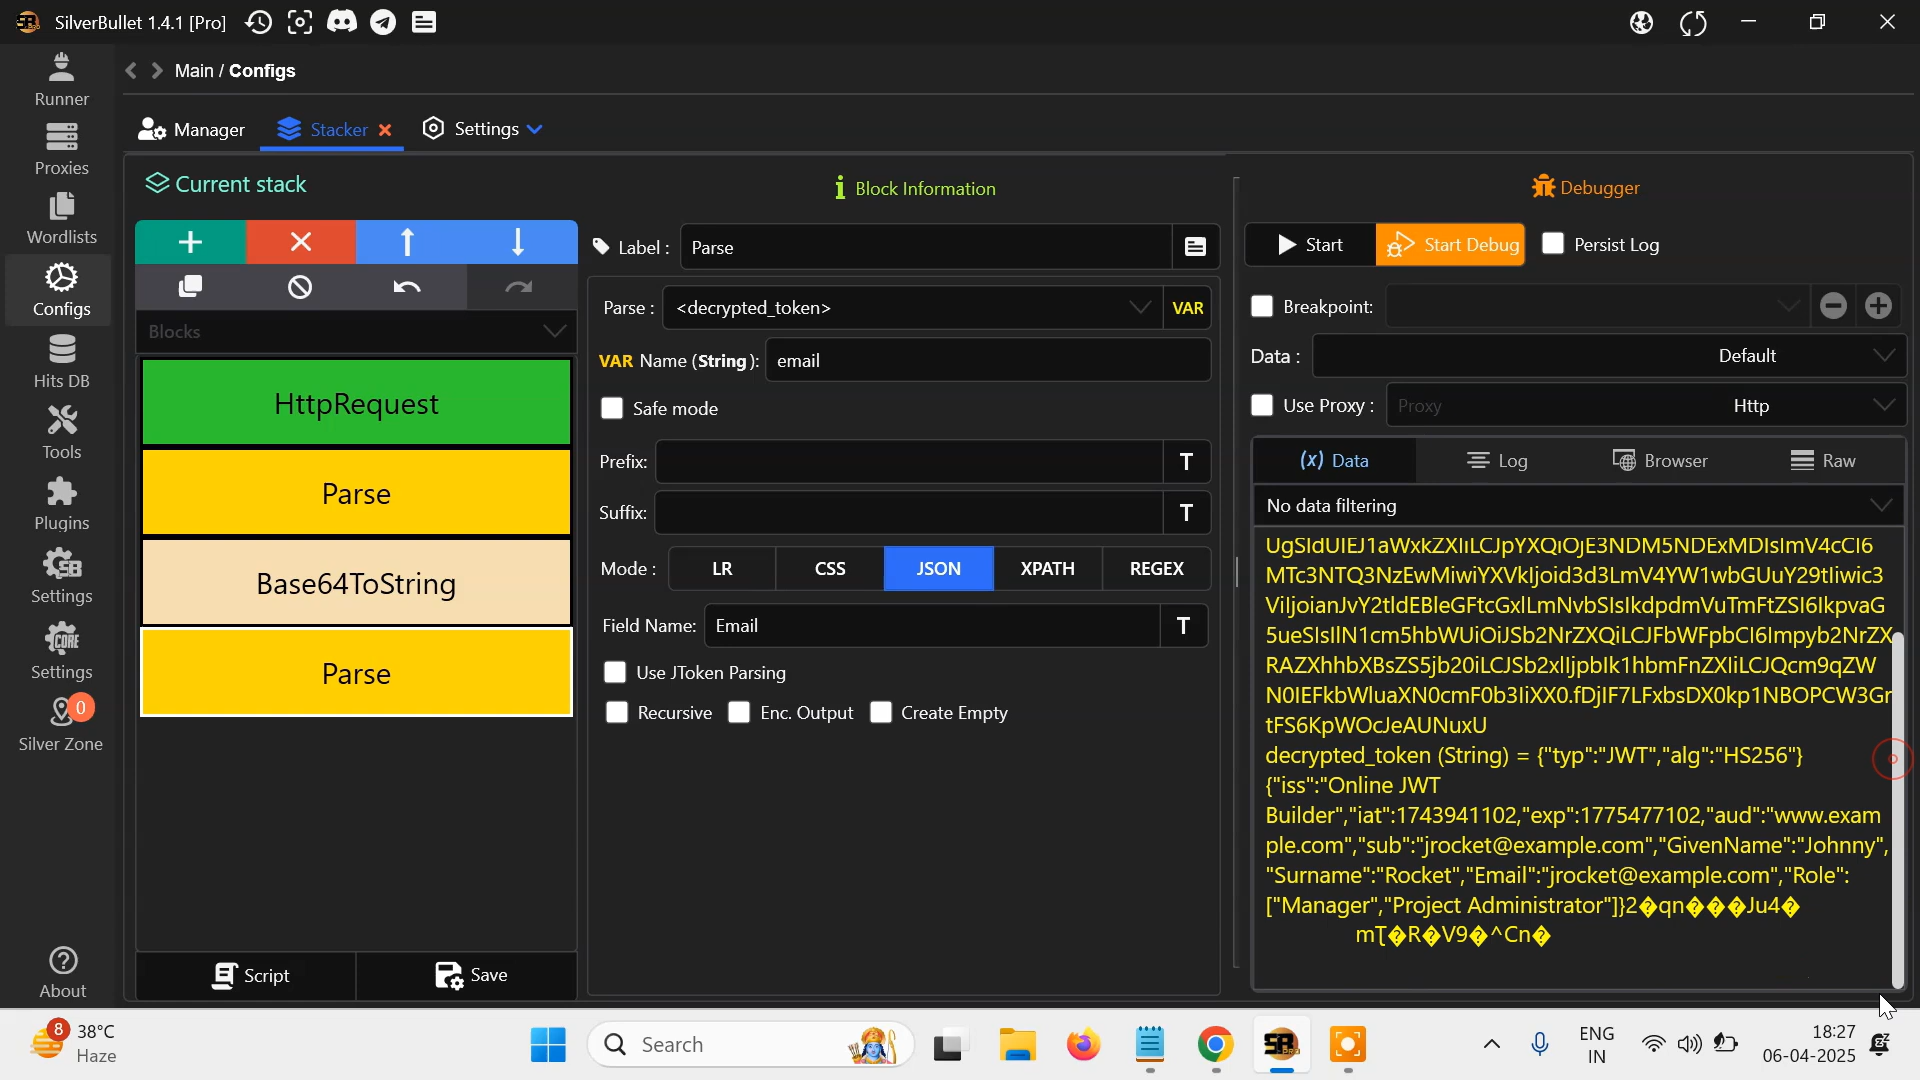 SilverBullet 1.4.1 [Pro]
Runner
Proxies
Wordlists
Configs
Hits DB
Tools
Plugins
Settings
Settings
0
Silver Zone
About
Main / Configs
Manager
Stacker
Settings
Current stack
Blocks
HttpRequest
Parse
Base64ToString
Parse
Script
Save
Block Information
Label : Parse
Parse : <decrypted_token> VAR
VAR Name (String): email
Safe mode
Prefix: T
Suffix: T
Mode : LR CSS JSON XPATH REGEX
Field Name: Email T
Use JToken Parsing
Recursive Enc. Output Create Empty
Debugger
Start Start Debug Persist Log
Breakpoint:
Data : Default
Use Proxy : Proxy Http
(x) Data Log Browser Raw
No data filtering
decrypted_token (String) = {"typ":"JWT","alg":"HS256"}
{"iss":"Online JWT
Builder","iat":1743941102,"exp":1775477102,"aud":"www.exam
ple.com","sub":"jrocket@example.com","GivenName":"Johnny",
"Surname":"Rocket","Email":"jrocket@example.com","Role":
["Manager","Project Administrator"]}2�qn���Ju4�
8
38°C
Haze
Search
ENG
IN
18:27
06-04-2025